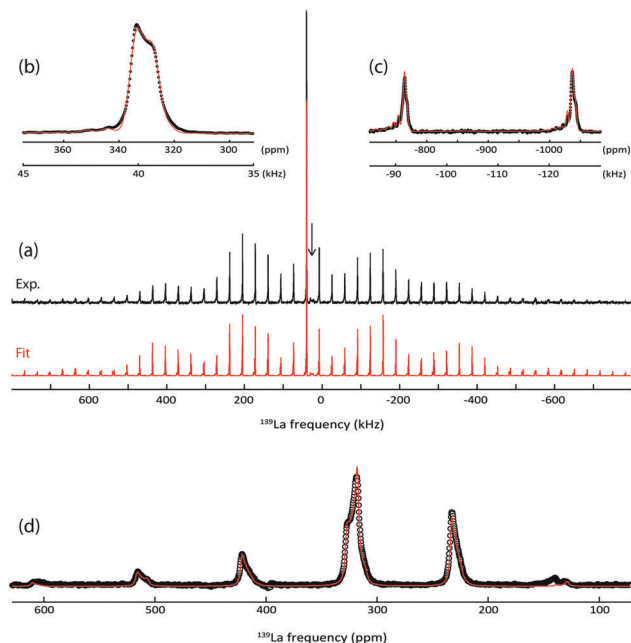 (b)
(c)
360 340 320 300 (ppm)
45 40 35 (kHz)
-800 -900 -1000 (ppm)
-90 -100 -110 -120 (kHz)
(a)
Exp.
Fit
600 400 200 0 -200 -400 -600
¹³⁹La frequency (kHz)
(d)
600 500 400 300 200 100
¹³⁹La frequency (ppm)